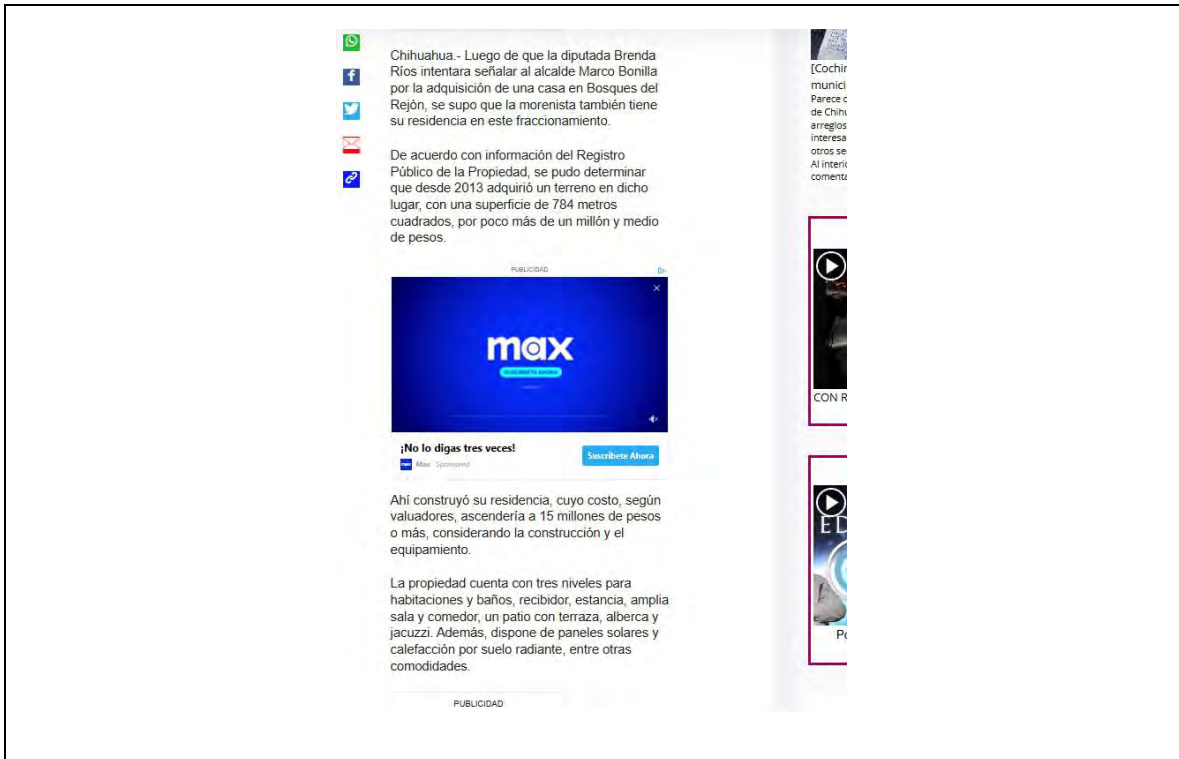 Chihuahua.- Luego de que la diputada Brenda
Ríos intentara señalar al alcalde Marco Bonilla
por la adquisición de una casa en Bosques del
Rejón, se supo que la morenista también tiene
su residencia en este fraccionamiento.
De acuerdo con información del Registro
Público de la Propiedad, se pudo determinar
que desde 2013 adquirió un terreno en dicho
lugar, con una superficie de 784 metros
cuadrados, por poco más de un millón y medio
de pesos.
PUBLICIDAD
max
SUSCRÍBETE AHORA
¡No lo digas tres veces!
max Max Sponsored
Suscríbete Ahora
Ahí construyó su residencia, cuyo costo, según
valuadores, ascendería a 15 millones de pesos
o más, considerando la construcción y el
equipamiento.
La propiedad cuenta con tres niveles para
habitaciones y baños, recibidor, estancia, amplia
sala y comedor, un patio con terraza, alberca y
jacuzzi. Además, dispone de paneles solares y
calefacción por suelo radiante, entre otras
comodidades.
PUBLICIDAD
[Cochin
munici
Parece c
de Chihu
arreglos
interesa
otros se
Al interio
comenta
CON R
ED
Po